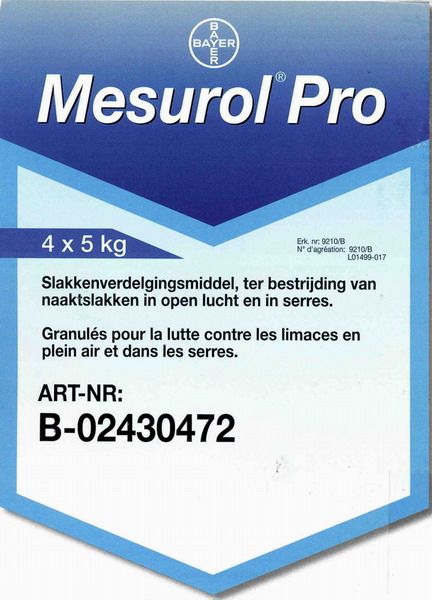 BAYER
BAYER
Mesurol® Pro
4 x 5 kg
Erk. nr: 9210/B
N° d'agréation: 9210/B
L01499-017
Slakkenverdelgingsmiddel, ter bestrijding van
naaktslakken in open lucht en in serres.
Granulés pour la lutte contre les limaces en
plein air et dans les serres.
ART-NR:
B-02430472